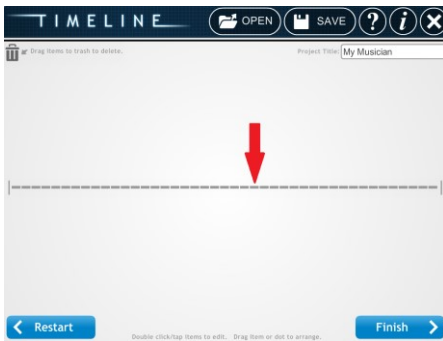 TIMELINE
OPEN
SAVE
? i X
Drag items to trash to delete.
Project Title: My Musician
Restart
Finish
Double click/tap items to edit. Drag item or dot to arrange.